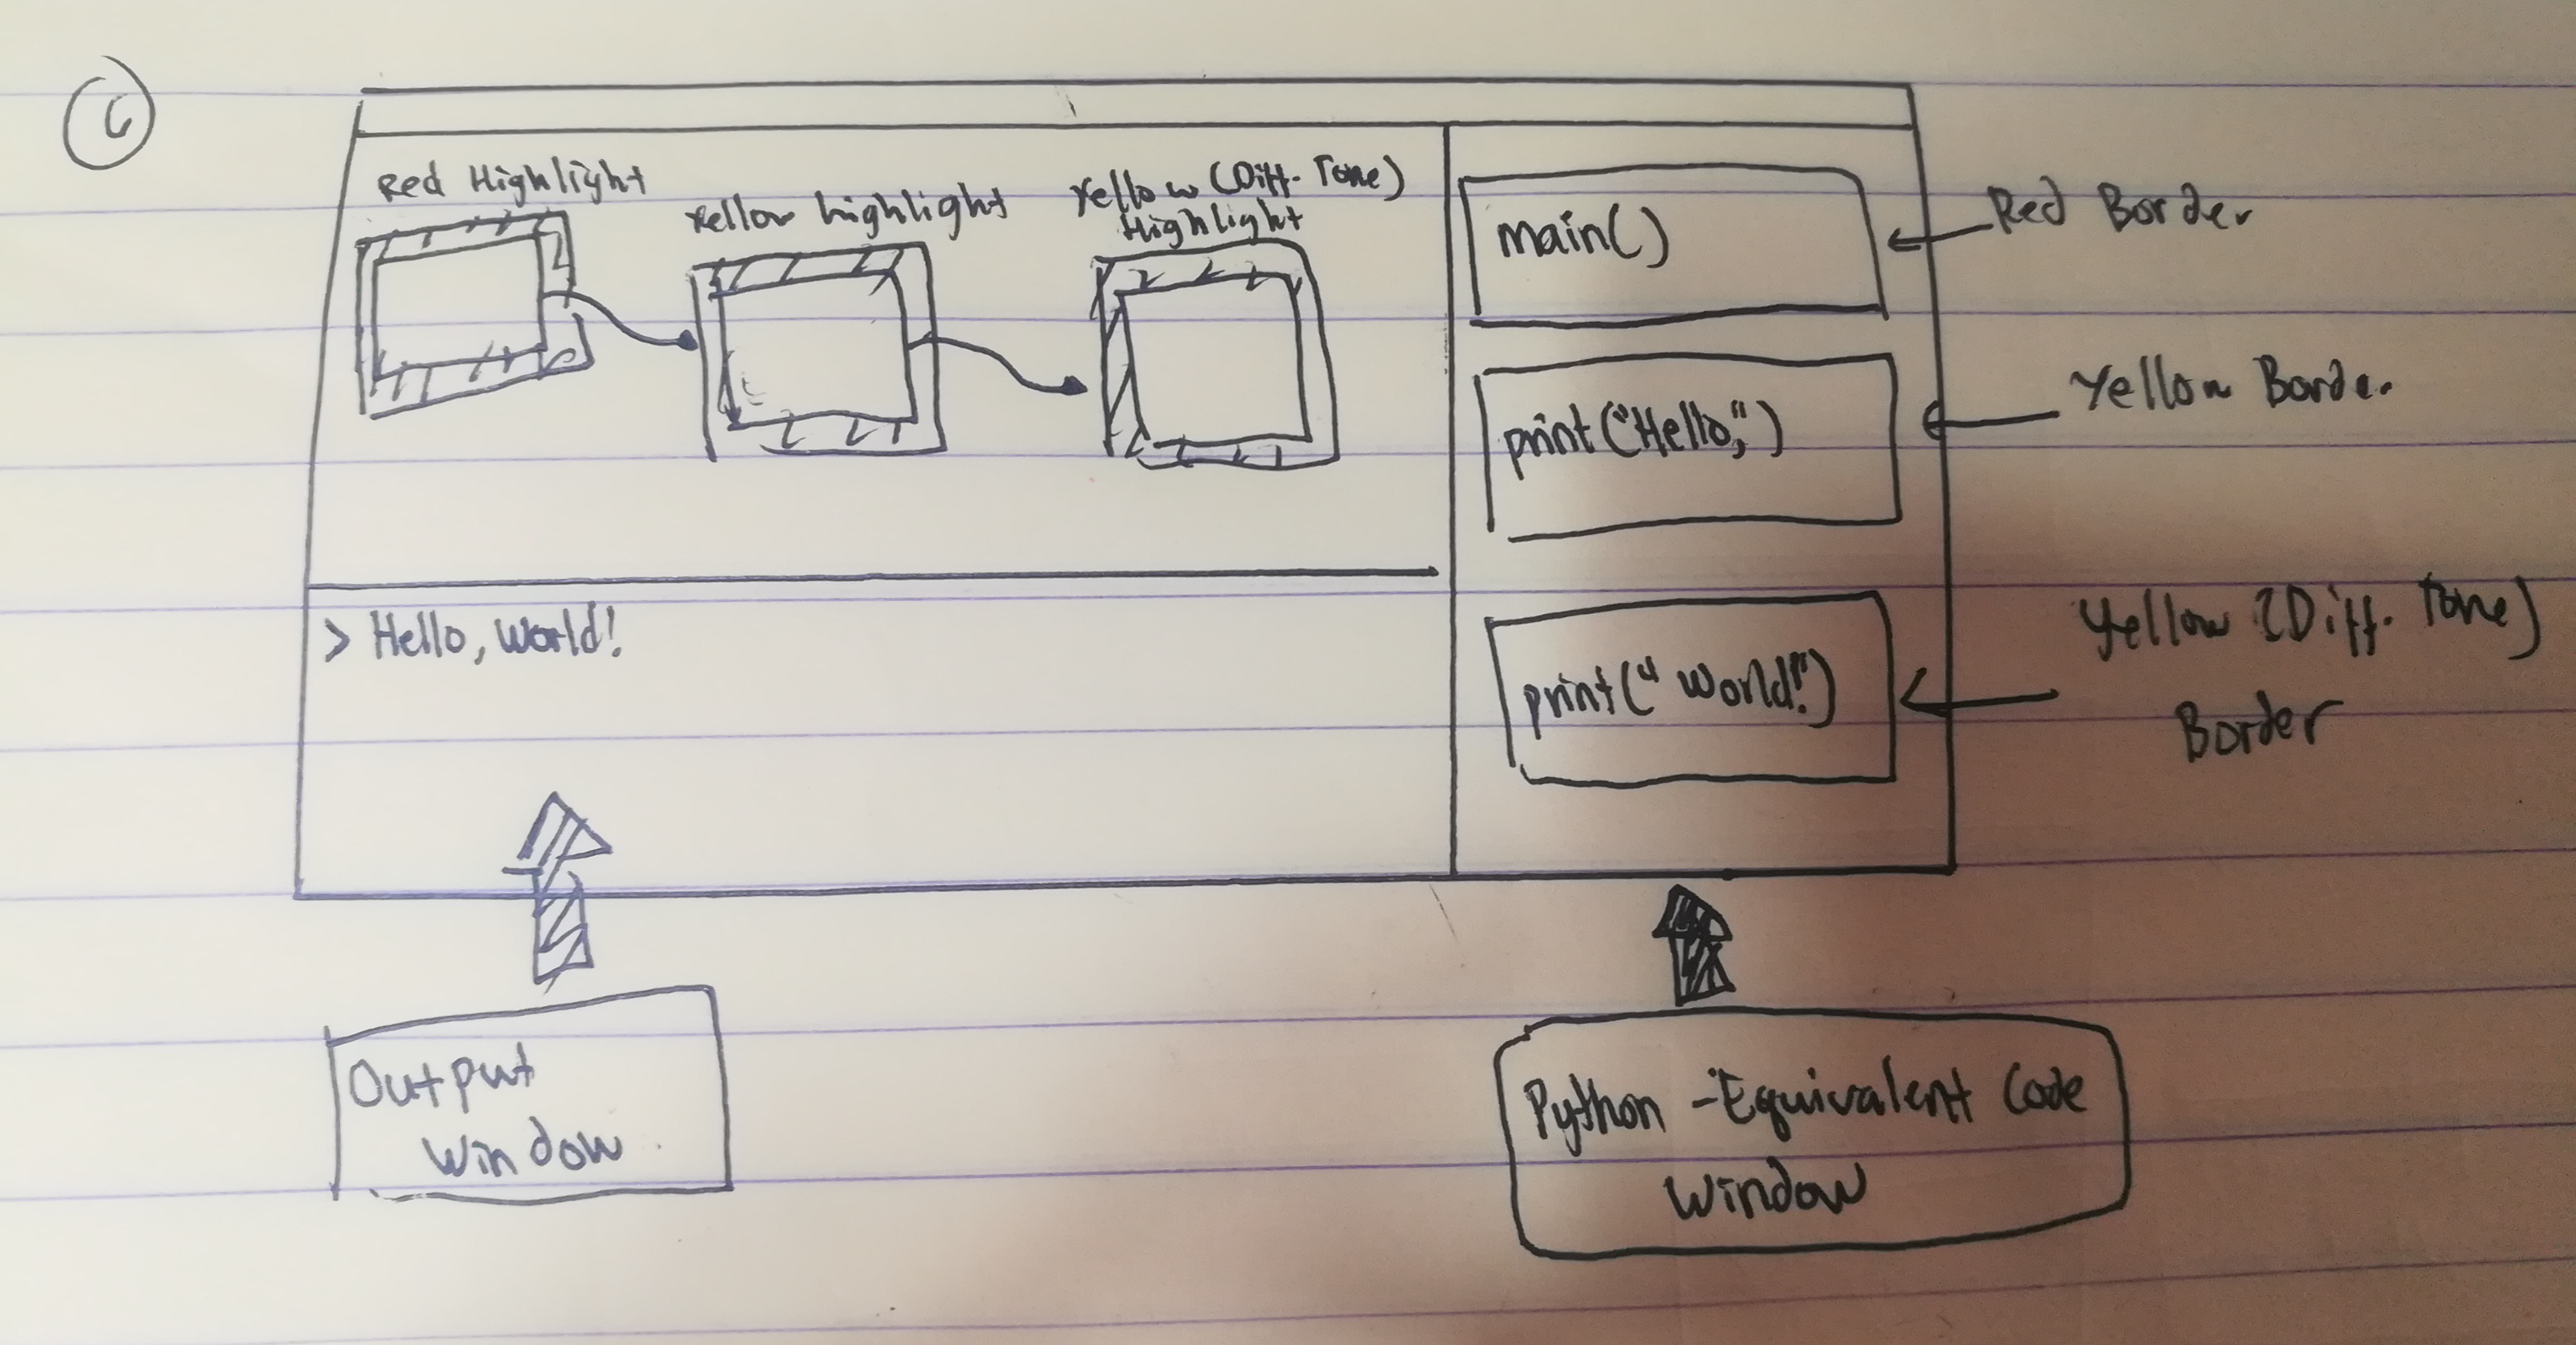 6
Red Highlight
Yellow highlight
Yellow (Diff. Tone)
Highlight
main()
Red Border
print("Hello,")
Yellow Border
> Hello, World!
print(" World!")
Yellow (Diff. Tone)
Border
Output
Window
Python-Equivalent Code
Window